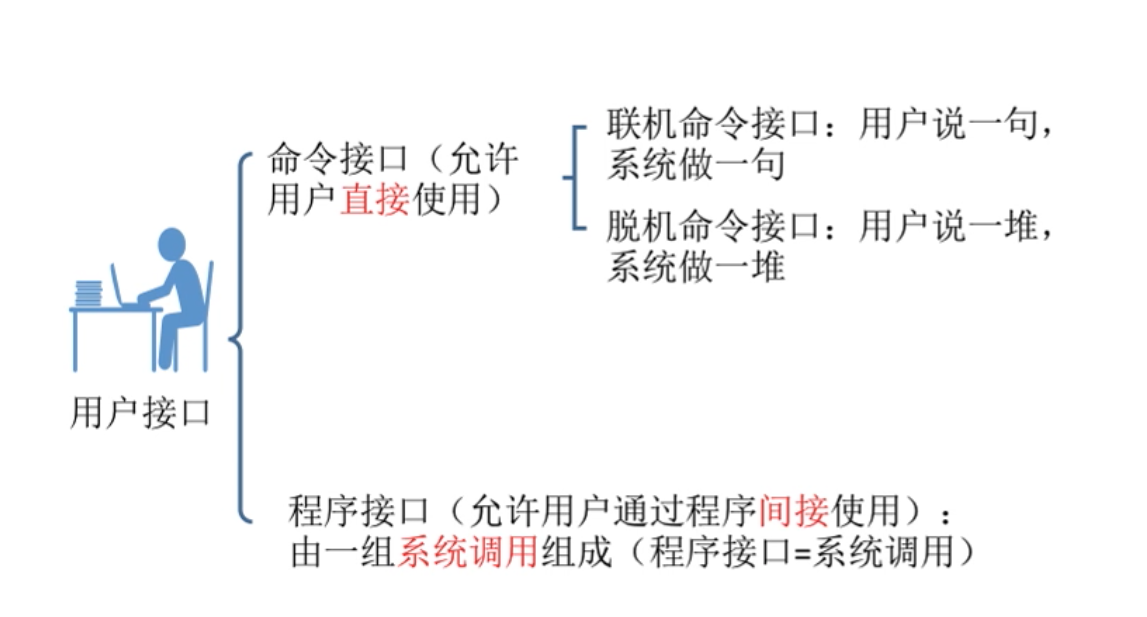 联机命令接口：用户说一句，
系统做一句
命令接口（允许
用户直接使用）
脱机命令接口：用户说一堆，
系统做一堆
用户接口
程序接口（允许用户通过程序间接使用）：
由一组系统调用组成（程序接口=系统调用）